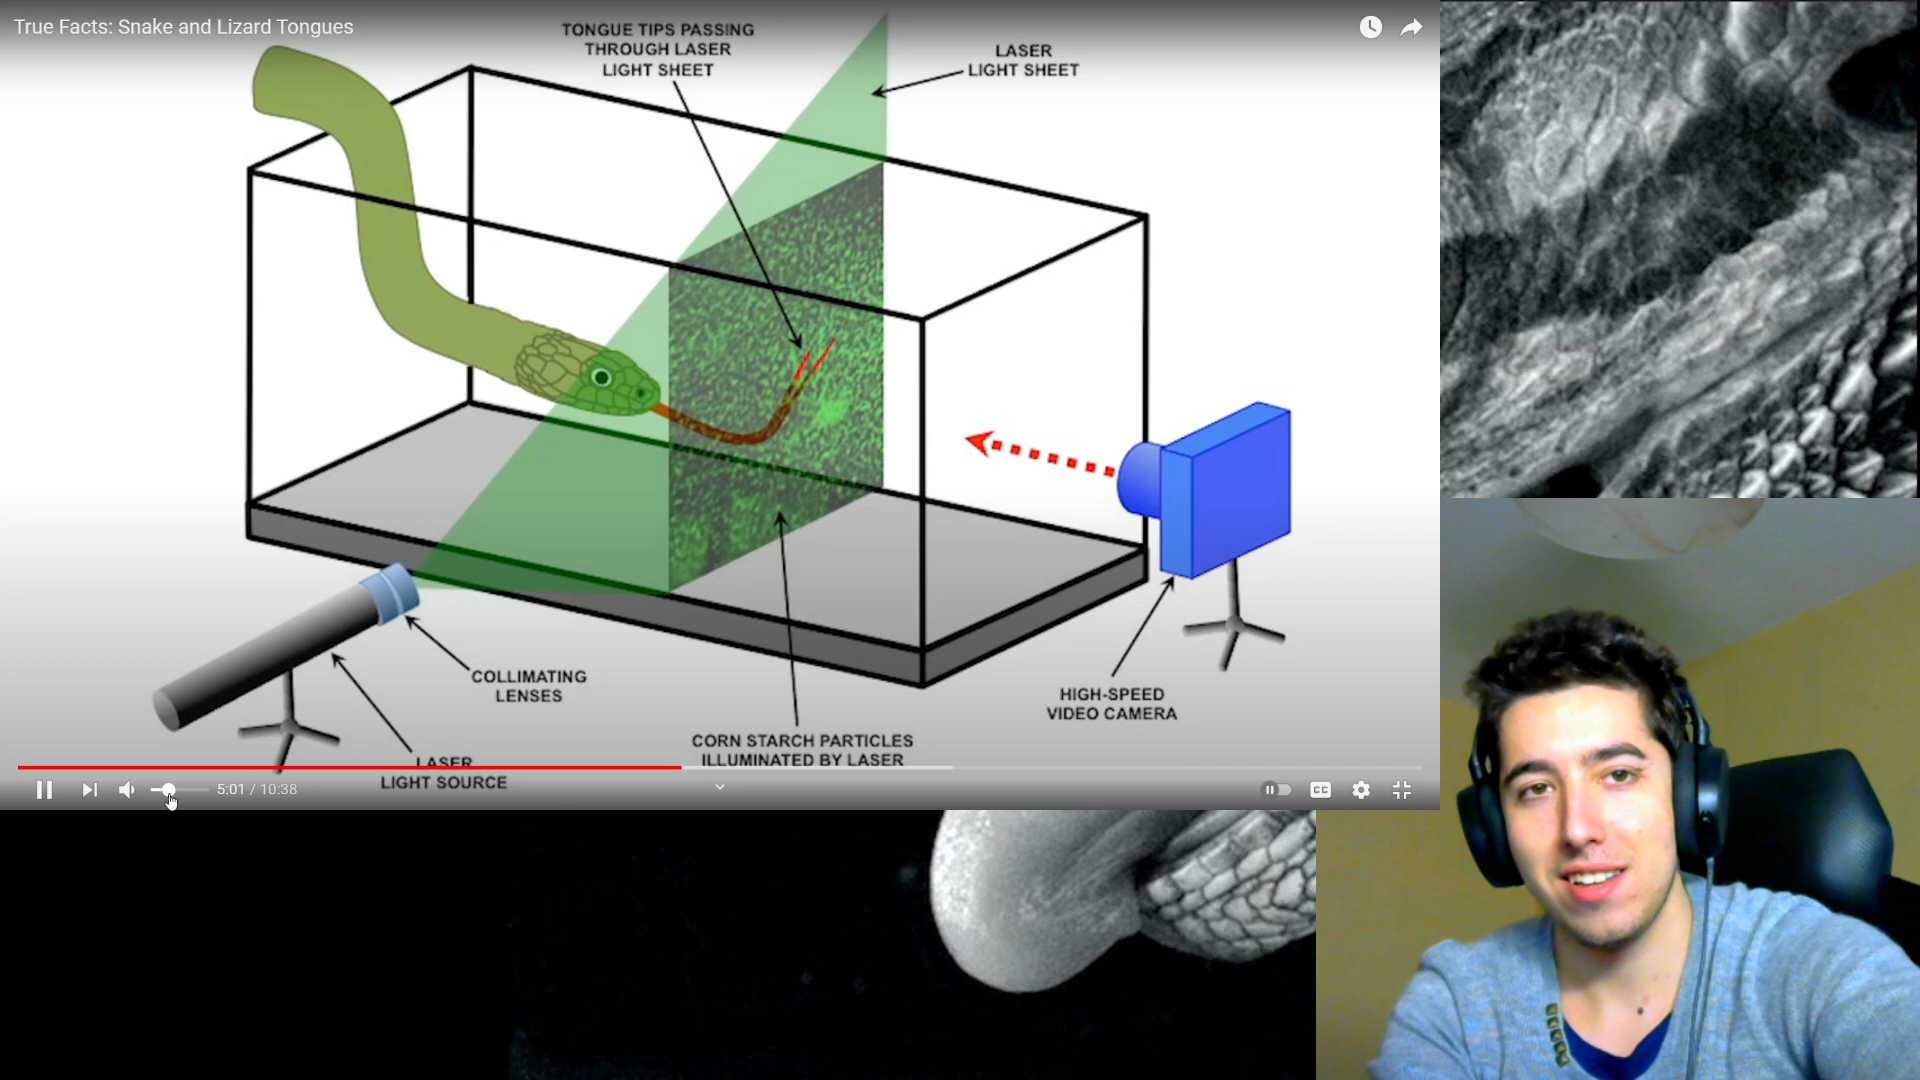 True Facts: Snake and Lizard Tongues
TONGUE TIPS PASSING
THROUGH LASER
LIGHT SHEET
LASER
LIGHT SHEET
COLLIMATING
LENSES
LASER
LIGHT SOURCE
CORN STARCH PARTICLES
ILLUMINATED BY LASER
HIGH-SPEED
VIDEO CAMERA
5:01 / 10:38
CC